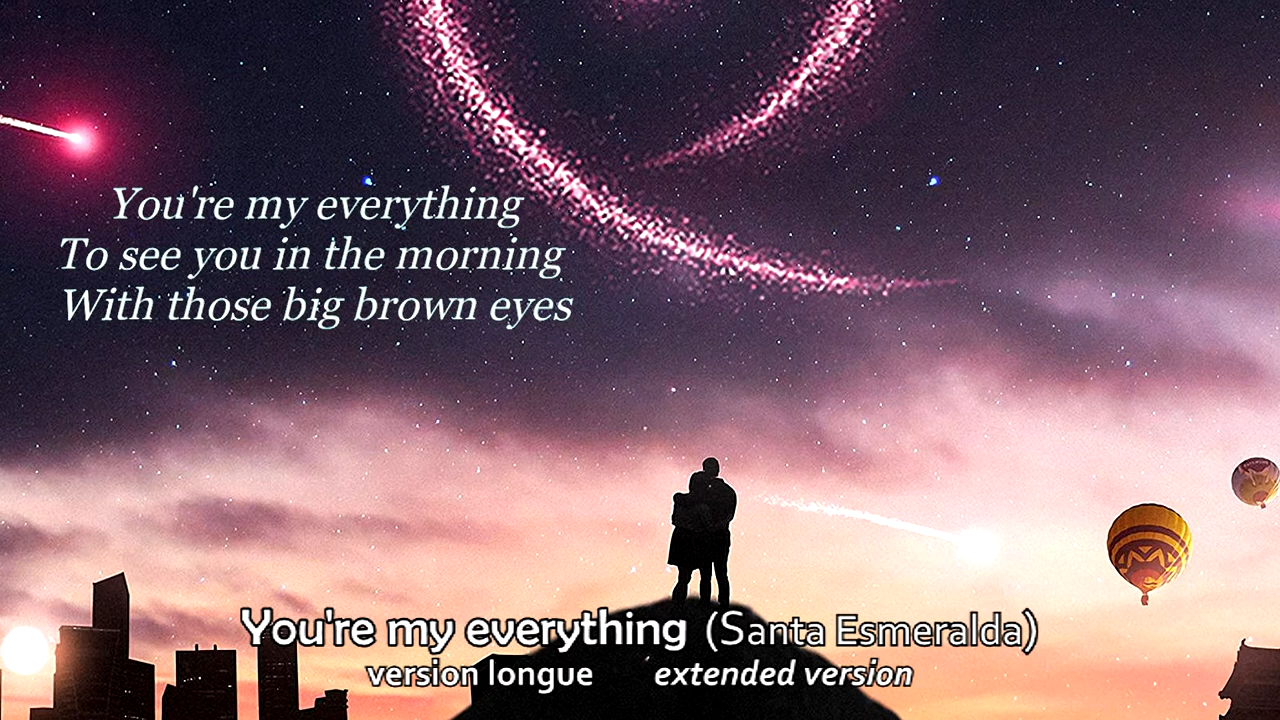 You're my everything
To see you in the morning
With those big brown eyes
You're my everything (Santa Esmeralda)
version longue extended version